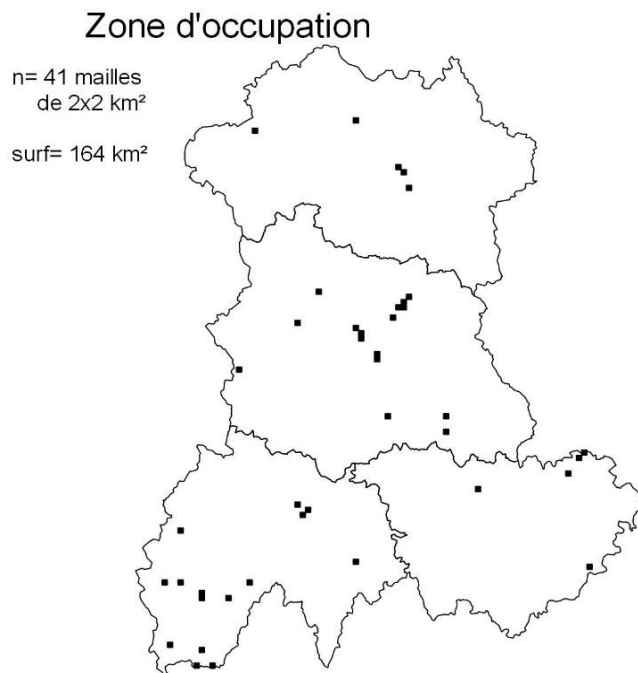 Zone d'occupation
n= 41 mailles
de 2x2 km²
surf= 164 km²